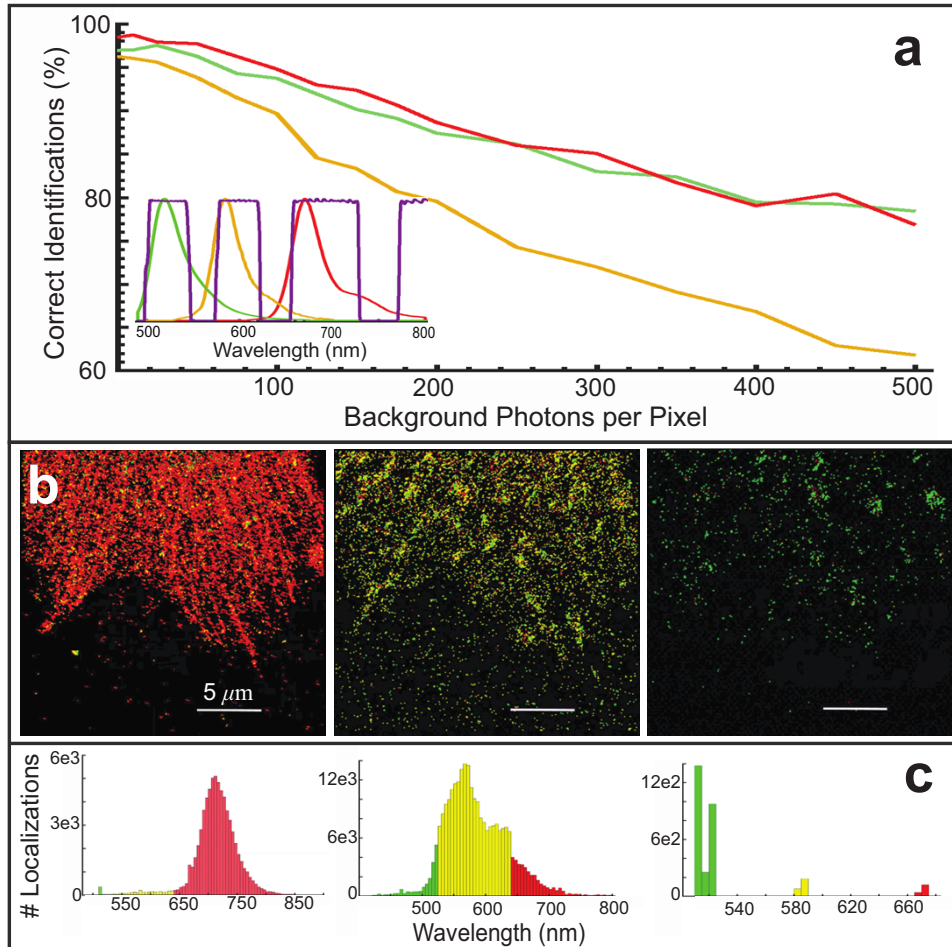 a
100
80
60
Correct Identifications (%)
500 600 700 800
Wavelength (nm)
100 200 300 400 500
Background Photons per Pixel
b
5 μm
c
# Localizations
6e3
3e3
0
550 650 750 850
12e3
6e3
0
500 600 700 800
Wavelength (nm)
12e2
6e2
0
540 580 620 660